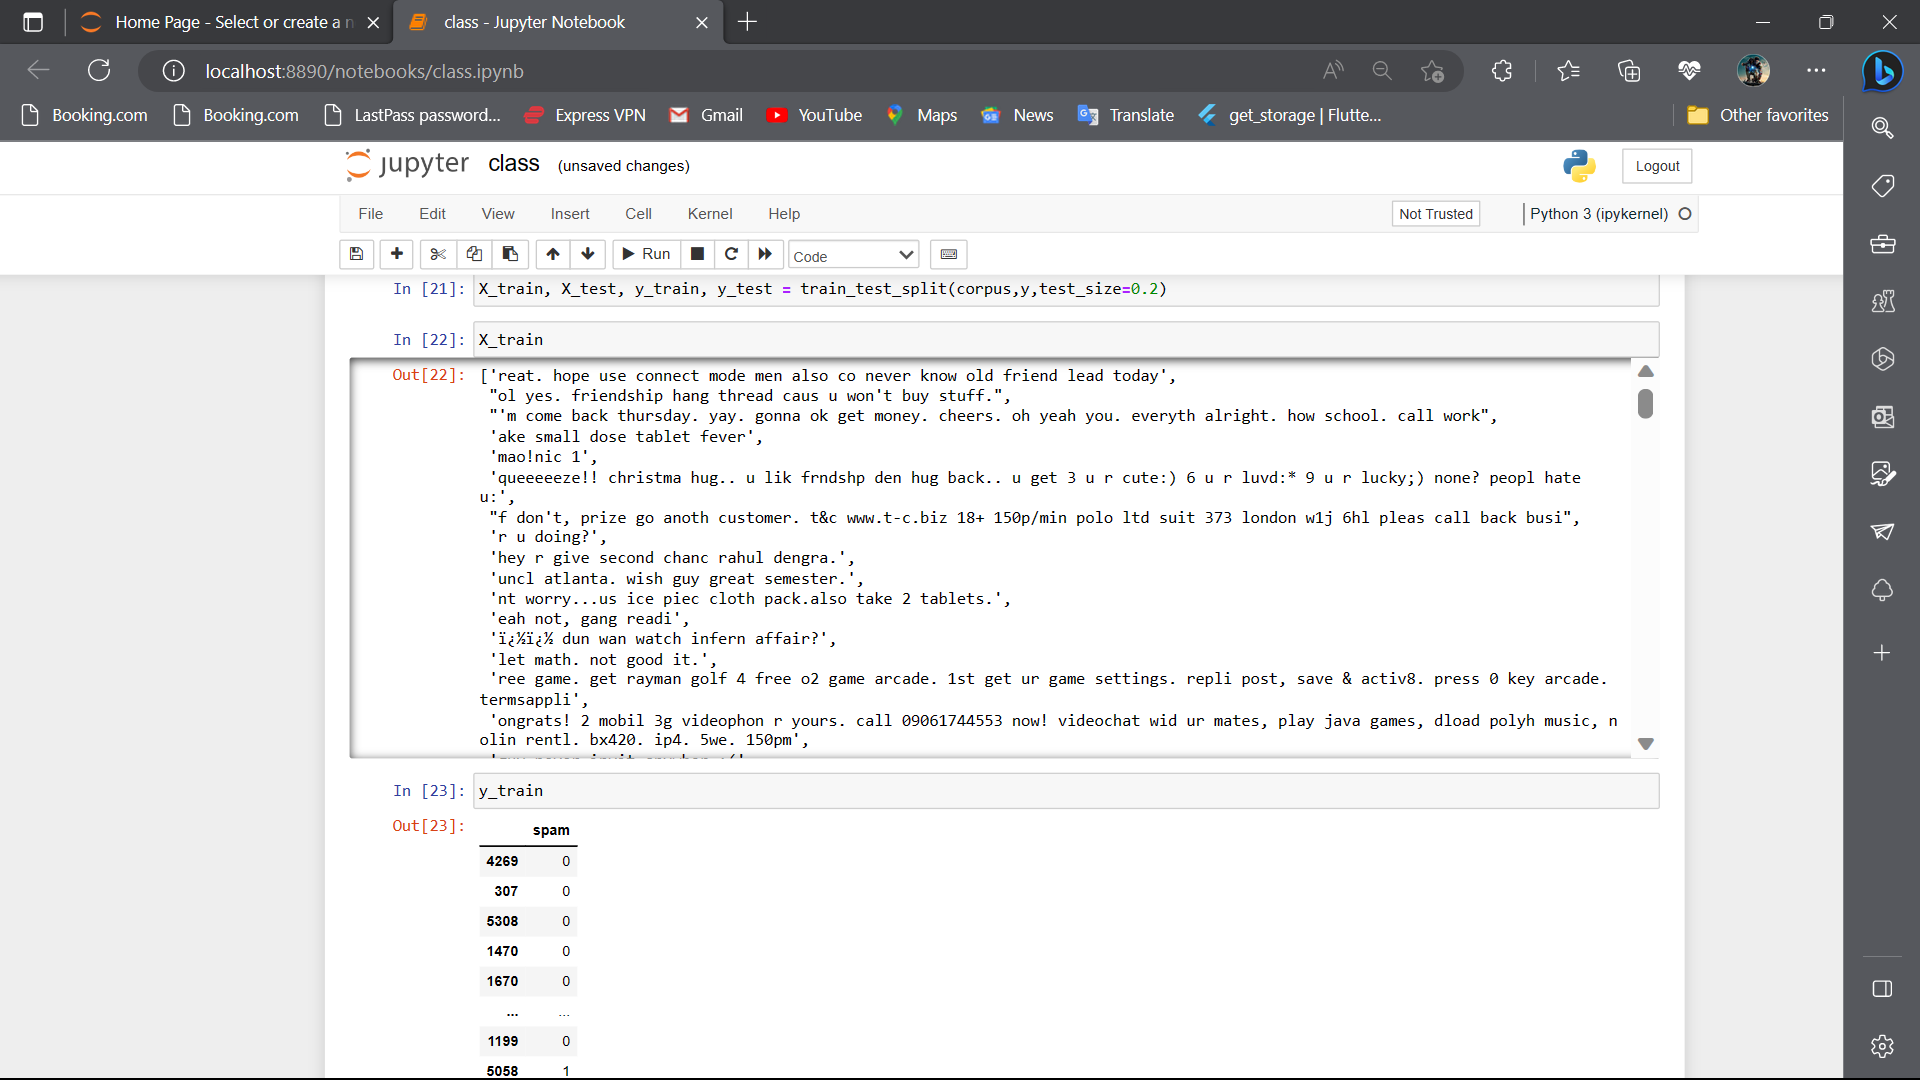 Home Page - Select or create a n
class - Jupyter Notebook
localhost:8890/notebooks/class.ipynb
Booking.com Booking.com LastPass password... Express VPN Gmail YouTube Maps News Translate get_storage | Flutte... Other favorites
jupyter class (unsaved changes) Logout
File Edit View Insert Cell Kernel Help Not Trusted Python 3 (ipykernel)
Run Code
In [21]: X_train, X_test, y_train, y_test = train_test_split(corpus,y,test_size=0.2)
In [22]: X_train
Out[22]: ['reat. hope use connect mode men also co never know old friend lead today',
"ol yes. friendship hang thread caus u won't buy stuff.",
"'m come back thursday. yay. gonna ok get money. cheers. oh yeah you. everyth alright. how school. call work",
'ake small dose tablet fever',
'mao!nic 1',
'queeeeeze!! christma hug.. u lik frndshp den hug back.. u get 3 u r cute:) 6 u r luvd:* 9 u r lucky;) none? peopl hate
u:',
"f don't, prize go anoth customer. t&c www.t-c.biz 18+ 150p/min polo ltd suit 373 london w1j 6hl pleas call back busi",
'r u doing?',
'hey r give second chanc rahul dengra.',
'uncl atlanta. wish guy great semester.',
'nt worry...us ice piec cloth pack.also take 2 tablets.',
'eah not, gang readi',
'ï¿½ï¿½ dun wan watch infern affair?',
'let math. not good it.',
'ree game. get rayman golf 4 free o2 game arcade. 1st get ur game settings. repli post, save & activ8. press 0 key arcade.
termsappli',
'ongrats! 2 mobil 3g videophon r yours. call 09061744553 now! videochat wid ur mates, play java games, dload polyh music, n
olin rentl. bx420. ip4. 5we. 150pm',
In [23]: y_train
Out[23]:
spam
4269 0
307 0
5308 0
1470 0
1670 0
... ...
1199 0
5058 1